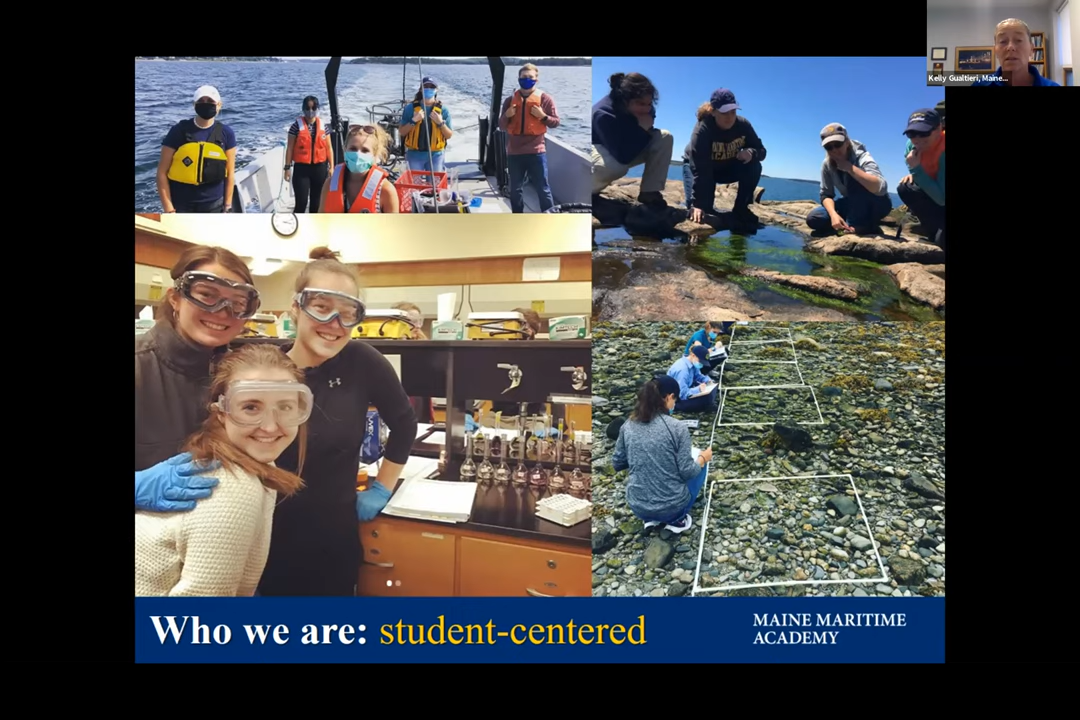 Kelly Gualtieri, Maine...
Who we are: student-centered
MAINE MARITIME
ACADEMY